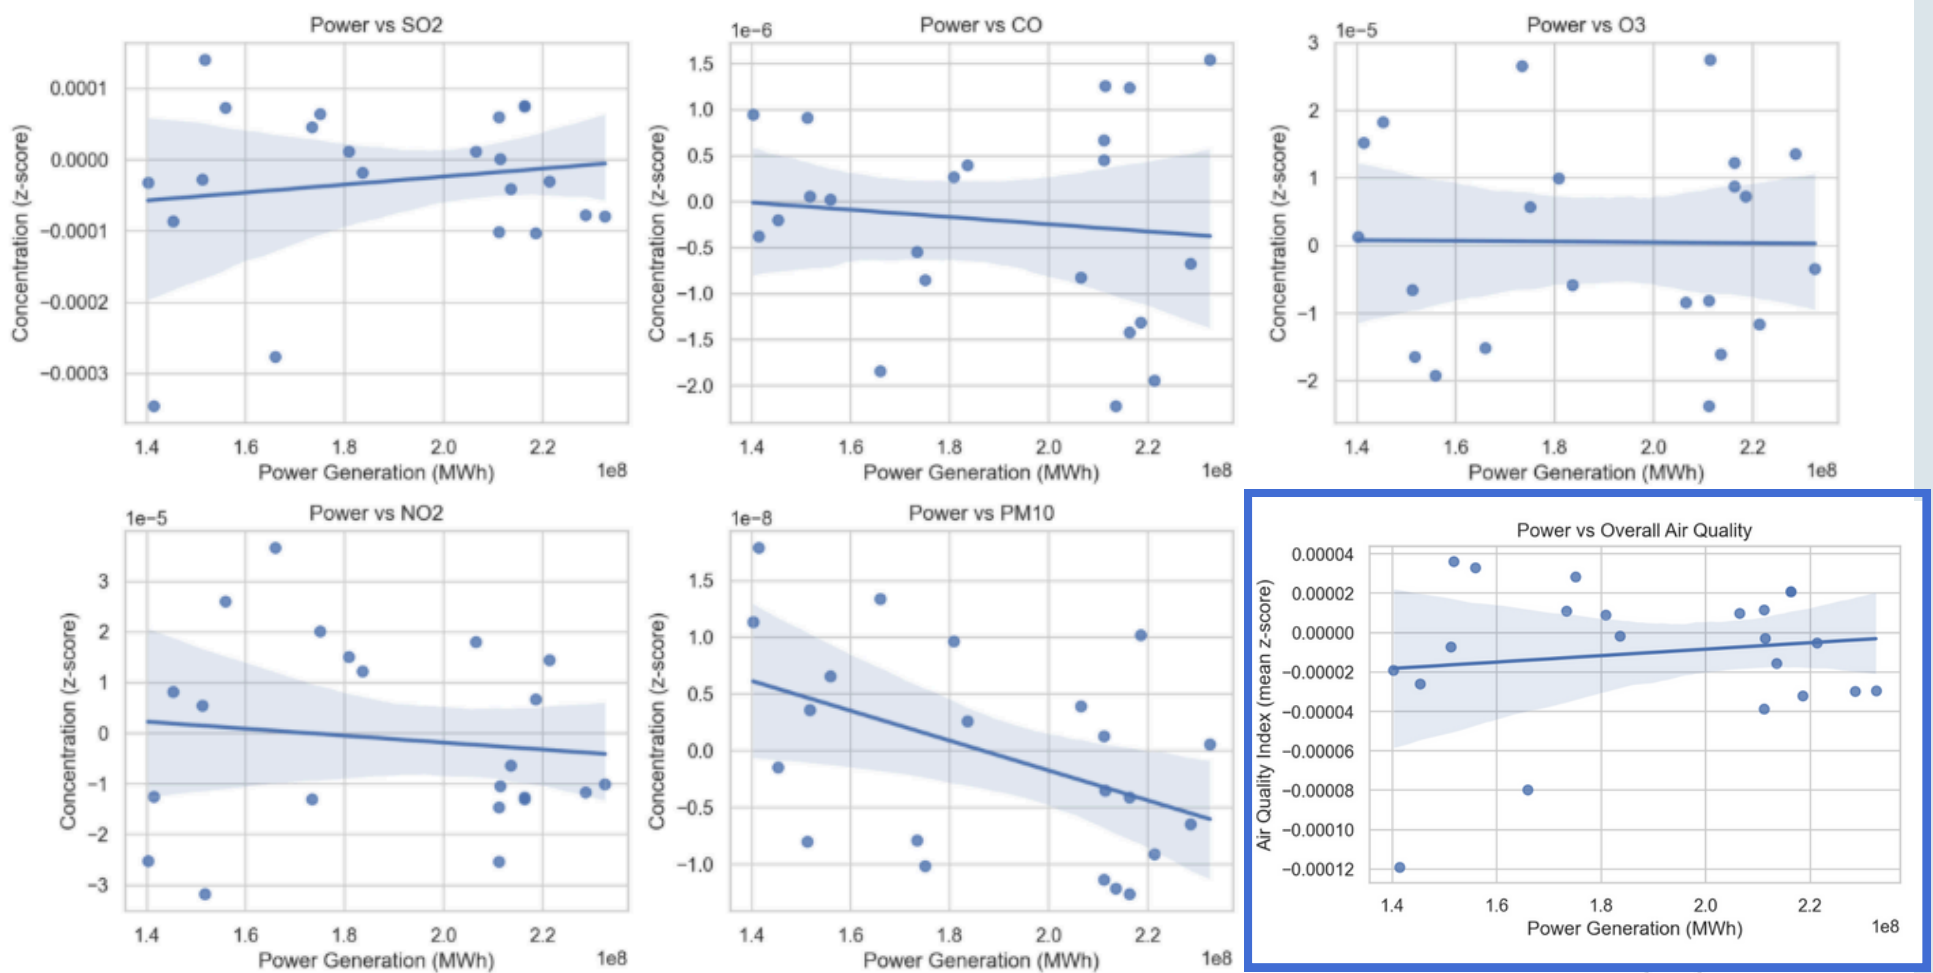 Power vs SO2
Concentration (z-score)
0.0001
0.0000
−0.0001
−0.0002
−0.0003
1.4 1.6 1.8 2.0 2.2
Power Generation (MWh)
1e8
Power vs CO
1e−6
Concentration (z-score)
1.5
1.0
0.5
0.0
−0.5
−1.0
−1.5
−2.0
1.4 1.6 1.8 2.0 2.2
Power Generation (MWh)
1e8
Power vs O3
1e−5
Concentration (z-score)
3
2
1
0
−1
−2
1.4 1.6 1.8 2.0 2.2
Power Generation (MWh)
1e8
Power vs NO2
1e−5
Concentration (z-score)
3
2
1
0
−1
−2
−3
1.4 1.6 1.8 2.0 2.2
Power Generation (MWh)
1e8
Power vs PM10
1e−8
Concentration (z-score)
1.5
1.0
0.5
0.0
−0.5
−1.0
1.4 1.6 1.8 2.0 2.2
Power Generation (MWh)
1e8
Power vs Overall Air Quality
Air Quality Index (mean z-score)
0.00004
0.00002
0.00000
−0.00002
−0.00004
−0.00006
−0.00008
−0.00010
−0.00012
1.4 1.6 1.8 2.0 2.2
Power Generation (MWh)
1e8